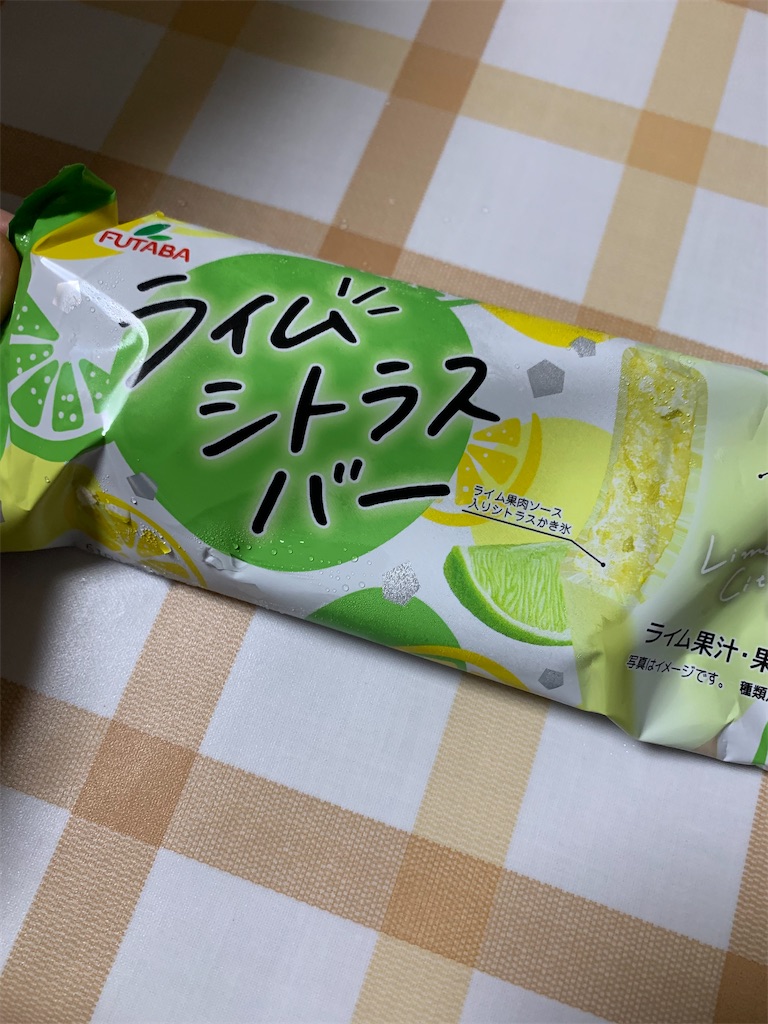 FUTABA
ライム
シトラス
バー
ライム果肉ソース
入りシトラスかき氷
ライム果汁・果
写真はイメージです。 種類